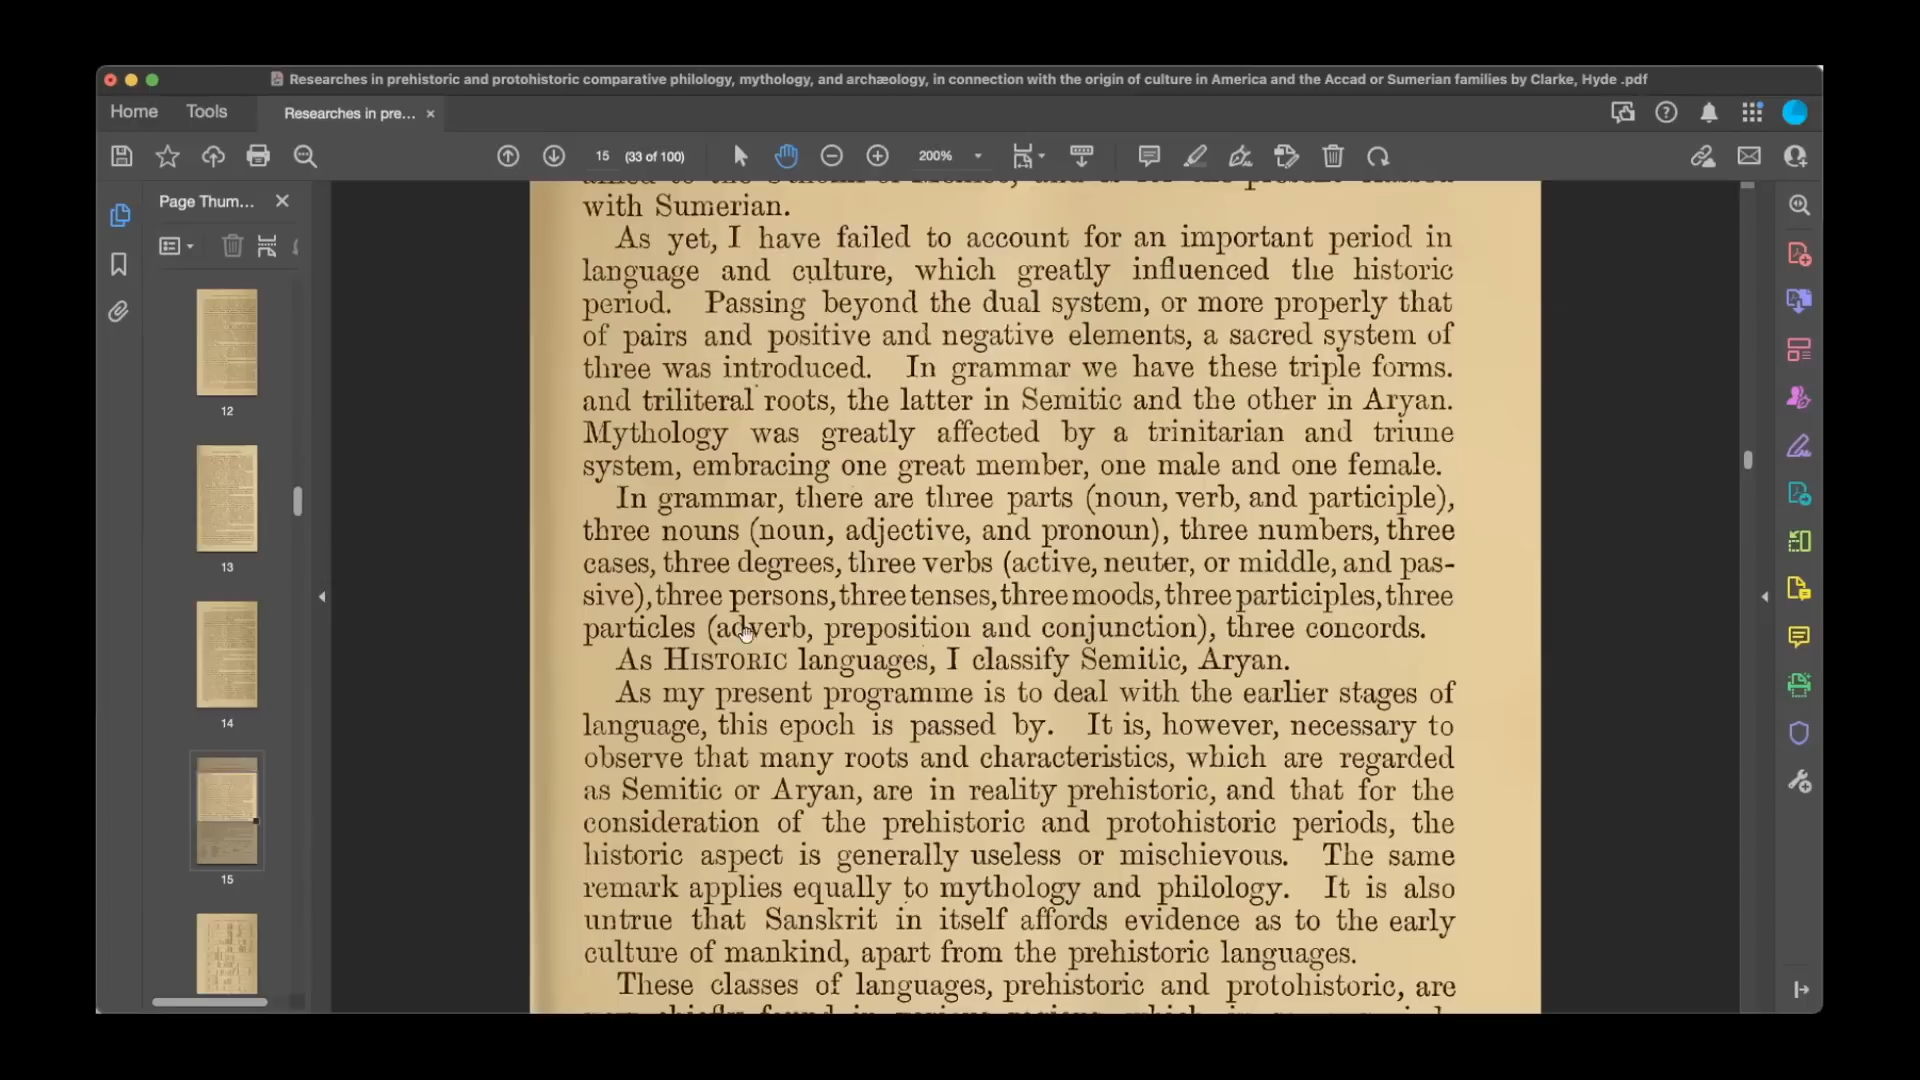 Researches in prehistoric and protohistoric comparative philology, mythology, and archæology, in connection with the origin of culture in America and the Accad or Sumerian families by Clarke, Hyde .pdf
Home Tools Researches in pre... ×
15 (33 of 100) 200%
Page Thum...
12
13
14
15
with Sumerian.
As yet, I have failed to account for an important period in
language and culture, which greatly influenced the historic
period. Passing beyond the dual system, or more properly that
of pairs and positive and negative elements, a sacred system of
three was introduced. In grammar we have these triple forms.
and triliteral roots, the latter in Semitic and the other in Aryan.
Mythology was greatly affected by a trinitarian and triune
system, embracing one great member, one male and one female.
In grammar, there are three parts (noun, verb, and participle),
three nouns (noun, adjective, and pronoun), three numbers, three
cases, three degrees, three verbs (active, neuter, or middle, and pas-
sive), three persons, three tenses, three moods, three participles, three
particles (adverb, preposition and conjunction), three concords.
As HISTORIC languages, I classify Semitic, Aryan.
As my present programme is to deal with the earlier stages of
language, this epoch is passed by. It is, however, necessary to
observe that many roots and characteristics, which are regarded
as Semitic or Aryan, are in reality prehistoric, and that for the
consideration of the prehistoric and protohistoric periods, the
historic aspect is generally useless or mischievous. The same
remark applies equally to mythology and philology. It is also
untrue that Sanskrit in itself affords evidence as to the early
culture of mankind, apart from the prehistoric languages.
These classes of languages, prehistoric and protohistoric, are